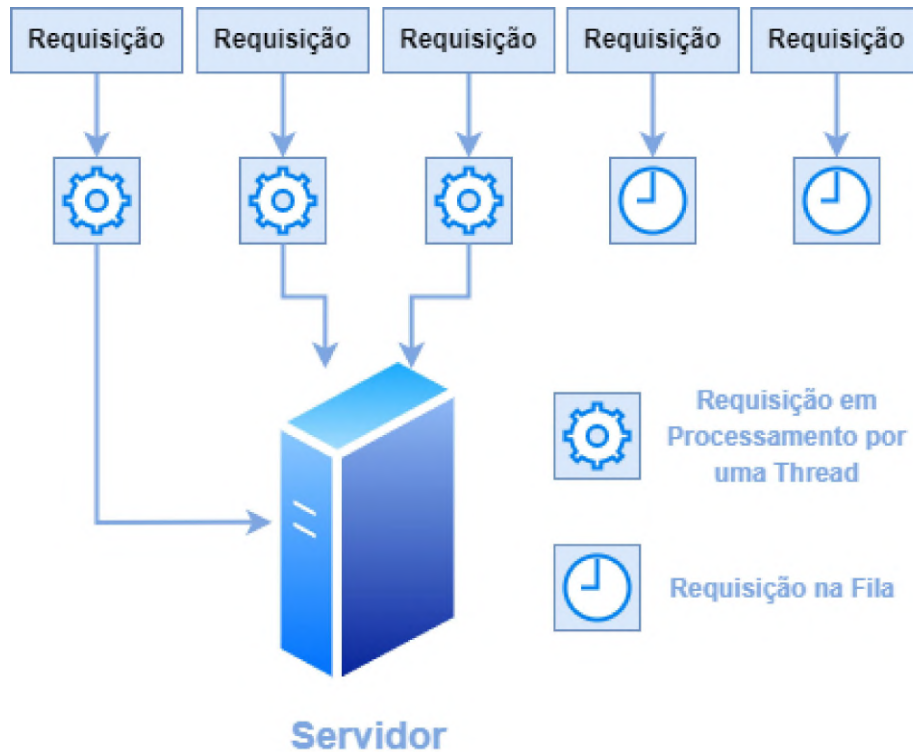 Requisição
Requisição
Requisição
Requisição
Requisição
Requisição em
Processamento por
uma Thread
Requisição na Fila
Servidor